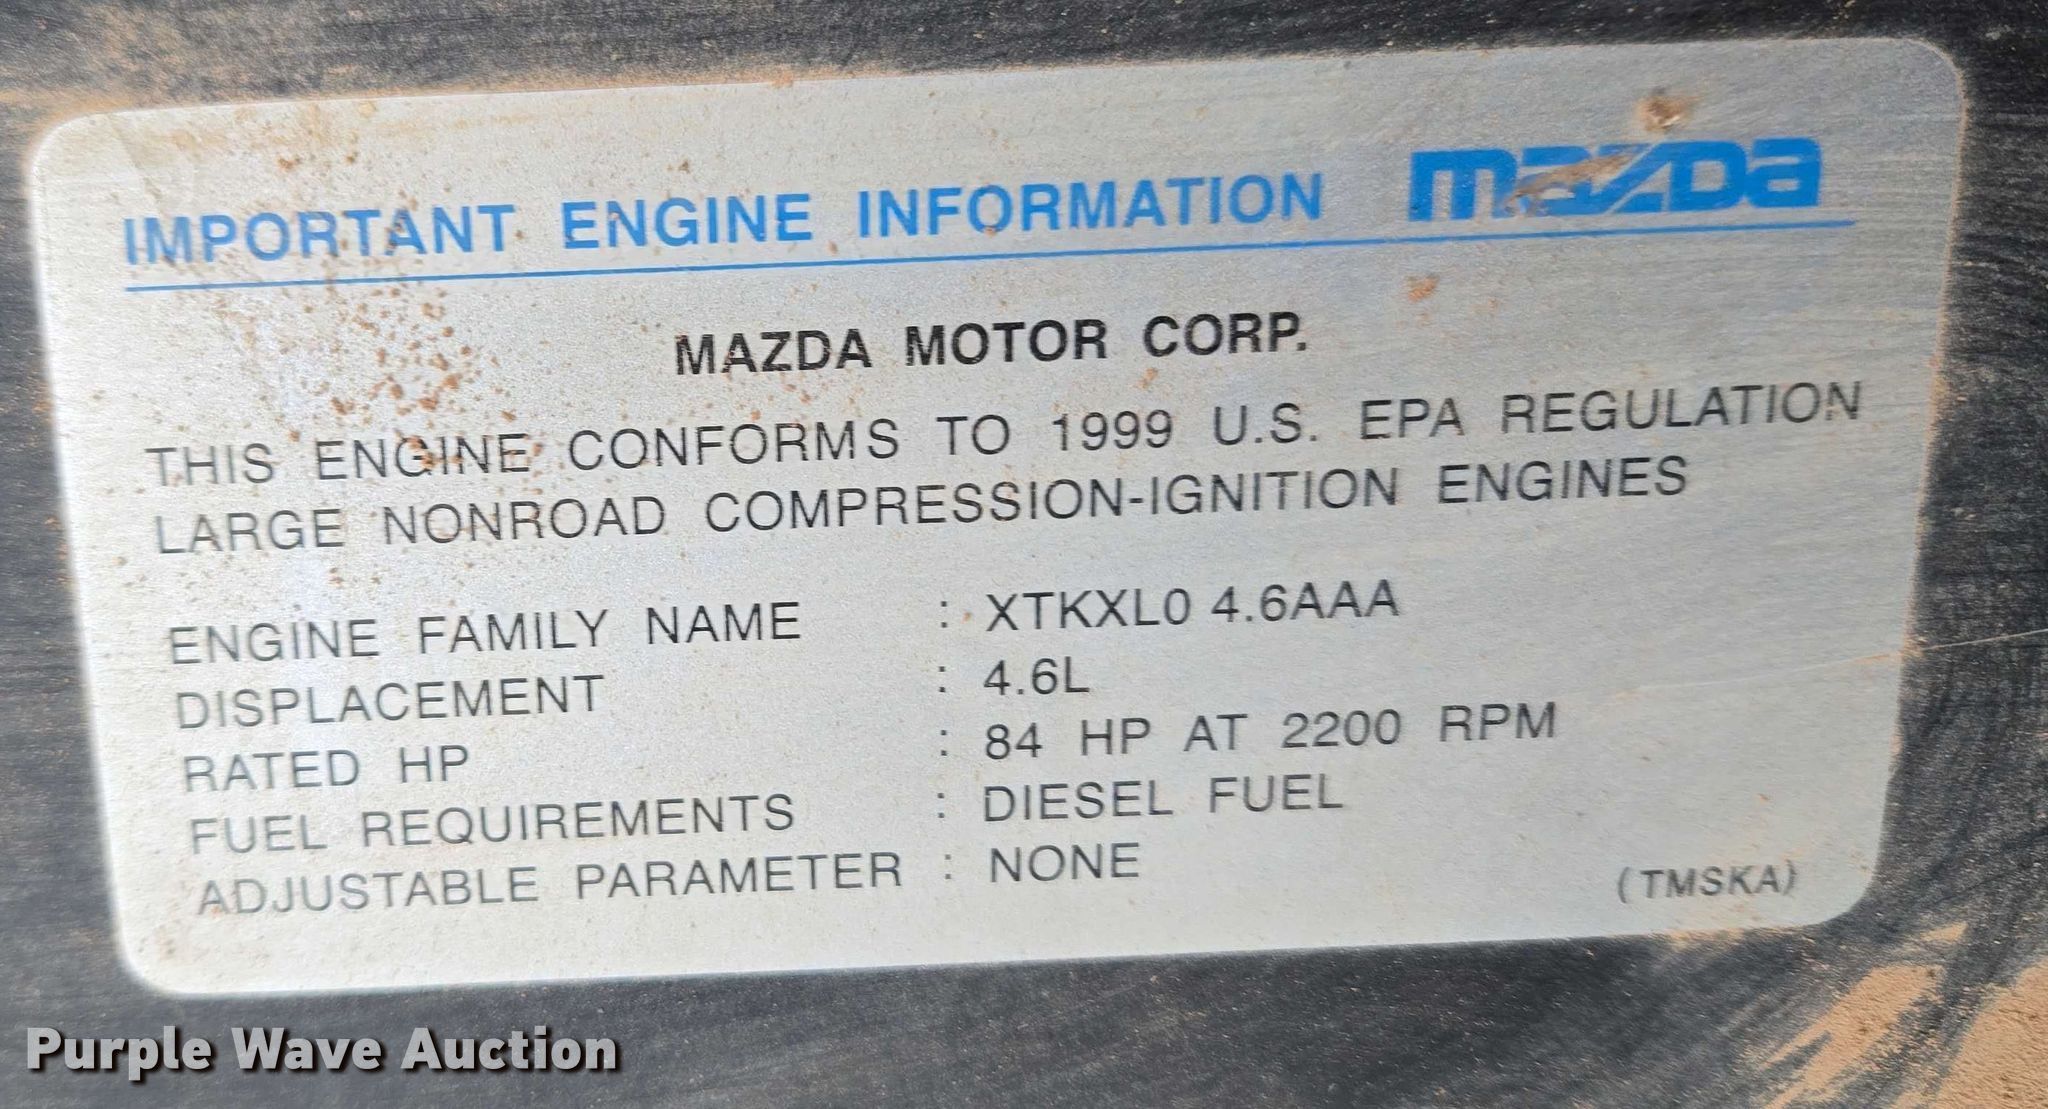 IMPORTANT ENGINE INFORMATION mazda
MAZDA MOTOR CORP.
THIS ENGINE CONFORMS TO 1999 U.S. EPA REGULATION
LARGE NONROAD COMPRESSION-IGNITION ENGINES
ENGINE FAMILY NAME : XTKXL0 4.6AAA
DISPLACEMENT : 4.6L
RATED HP : 84 HP AT 2200 RPM
FUEL REQUIREMENTS : DIESEL FUEL
ADJUSTABLE PARAMETER : NONE
(TMSKA)
Purple Wave Auction